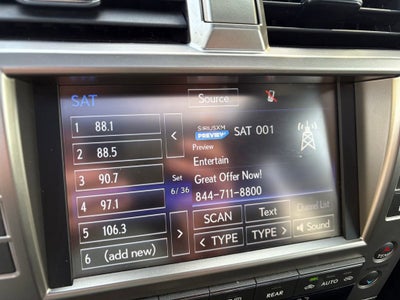 SAT
Source
1 88.1
2 88.5
3 90.7
4 97.1
5 106.3
6 (add new)
<
Set
6/36
>
SIRIUSXM
PREVIEW
SAT 001
Preview
Entertain
Great Offer Now!
844-711-8800
SCAN
Text
Channel List
< TYPE
TYPE >
Sound
AUTO